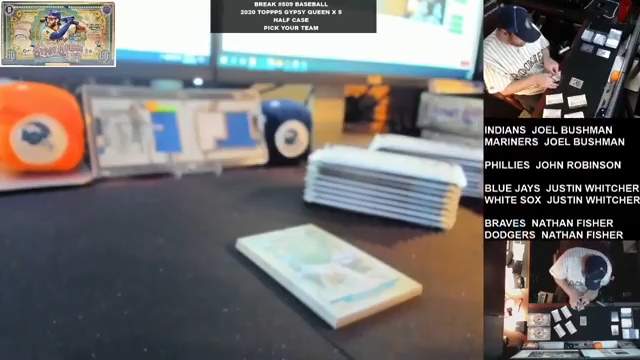 BREAK #509 BASEBALL
2020 TOPPPS GYPSY QUEEN X 5
HALF CASE
PICK YOUR TEAM
INDIANS JOEL BUSHMAN
MARINERS JOEL BUSHMAN
PHILLIES JOHN ROBINSON
BLUE JAYS JUSTIN WHITCHER
WHITE SOX JUSTIN WHITCHER
BRAVES NATHAN FISHER
DODGERS NATHAN FISHER